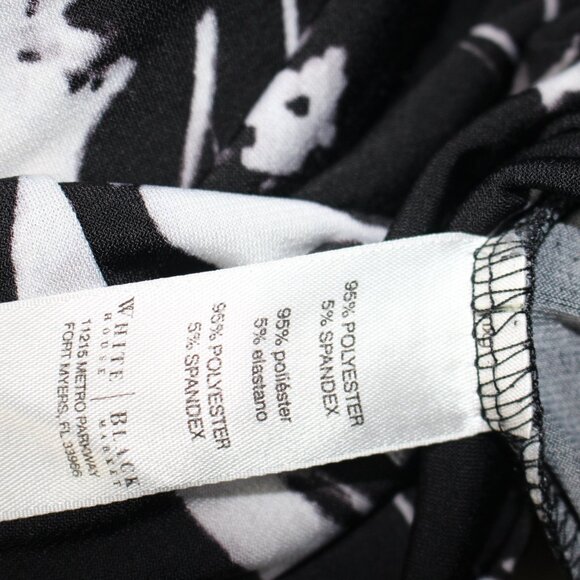 95% POLYESTER
5% SPANDEX
95% poliéster
5% elastano
95% POLYESTER
5% SPANDEX
WHITE | BLACK
HOUSE | MARKET
11215 METRO PARKWAY
FORT MYERS, FL 33966